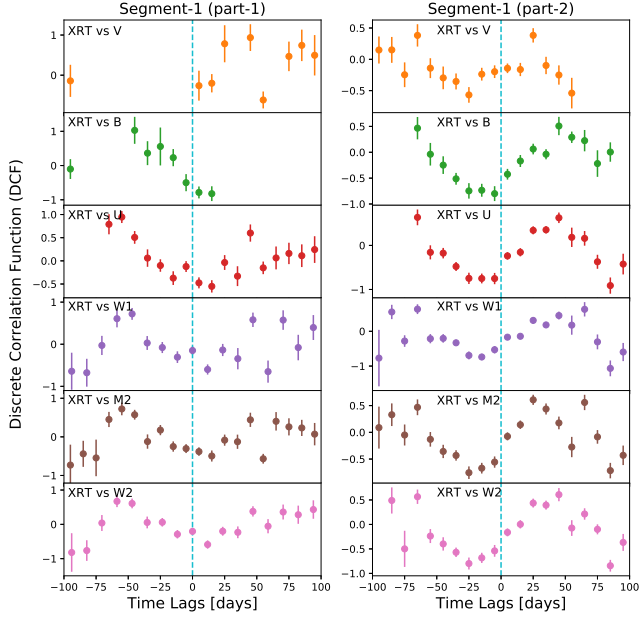 Segment-1 (part-1)
Segment-1 (part-2)
Discrete Correlation Function (DCF)
XRT vs V
1
0
XRT vs B
1
0
−1
XRT vs U
1.0
0.5
0.0
−0.5
XRT vs W1
1
0
−1
XRT vs M2
1
0
−1
XRT vs W2
1
0
−1
−100 −75 −50 −25 0 25 50 75 100
Time Lags [days]
XRT vs V
0.5
0.0
−0.5
XRT vs B
0.5
0.0
−0.5
−1.0
XRT vs U
0
−1
XRT vs W1
0
−1
XRT vs M2
0.5
0.0
−0.5
XRT vs W2
0.5
0.0
−0.5
−1.0
−100 −75 −50 −25 0 25 50 75 100
Time Lags [days]